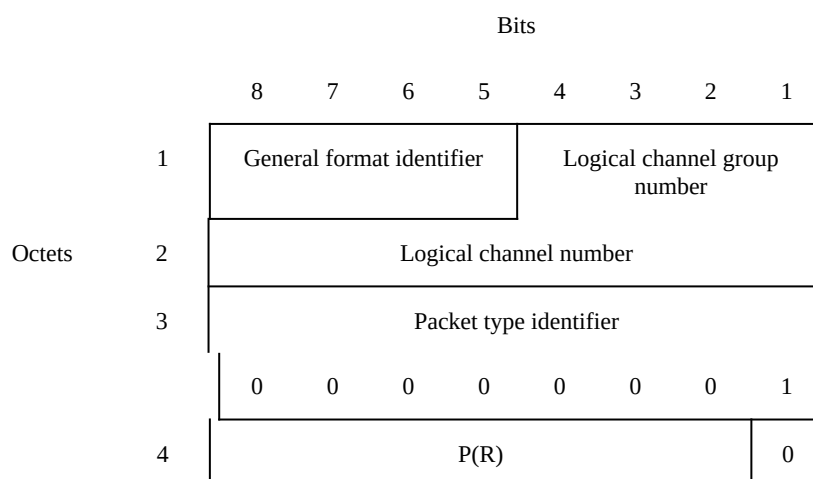 Bits
8 7 6 5 4 3 2 1
1 General format identifier Logical channel group
number
Octets 2 Logical channel number
3 Packet type identifier
0 0 0 0 0 0 0 1
4 P(R) 0